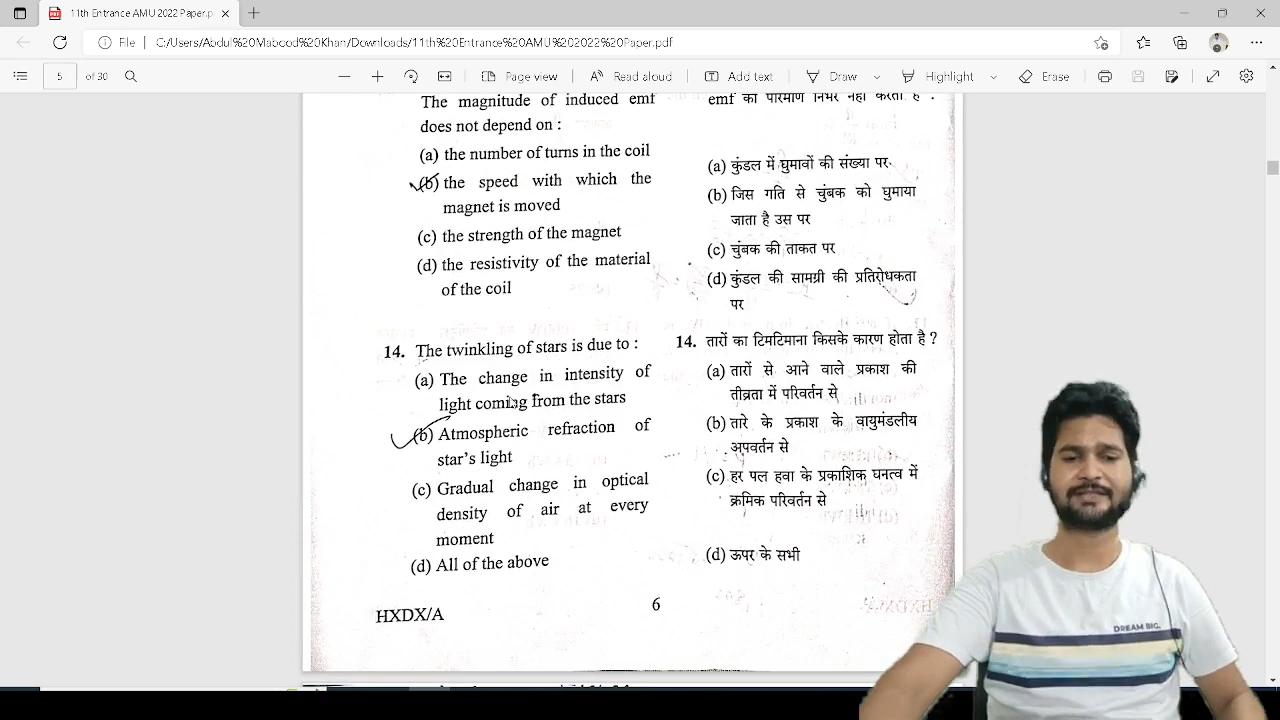 11th Entrance AMU 2022 Paper.p
File
C:/Users/Abdul%20Mabood%20Khan/Downloads/11th%20Entrance%20AMU%202022%20Paper.pdf
5 of 30
Page view
Read aloud
Add text
Draw
Highlight
Erase
The magnitude of induced emf
does not depend on :
(a) the number of turns in the coil
(b) the speed with which the
magnet is moved
(c) the strength of the magnet
(d) the resistivity of the material
of the coil
14. The twinkling of stars is due to :
(a) The change in intensity of
light coming from the stars
(b) Atmospheric refraction of
star's light
(c) Gradual change in optical
density of air at every
moment
(d) All of the above
HXDX/A
6
emf का परिमाण निर्भर नहीं करता है :
(a) कुंडल में घुमावों की संख्या पर
(b) जिस गति से चुंबक को घुमाया
जाता है उस पर
(c) चुंबक की ताकत पर
(d) कुंडल की सामग्री की प्रतिरोधकता
पर
14. तारों का टिमटिमाना किसके कारण होता है ?
(a) तारों से आने वाले प्रकाश की
तीव्रता में परिवर्तन से
(b) तारे के प्रकाश के वायुमंडलीय
अपवर्तन से
(c) हर पल हवा के प्रकाशिक घनत्व में
क्रमिक परिवर्तन से
(d) ऊपर के सभी
DREAM BIG.